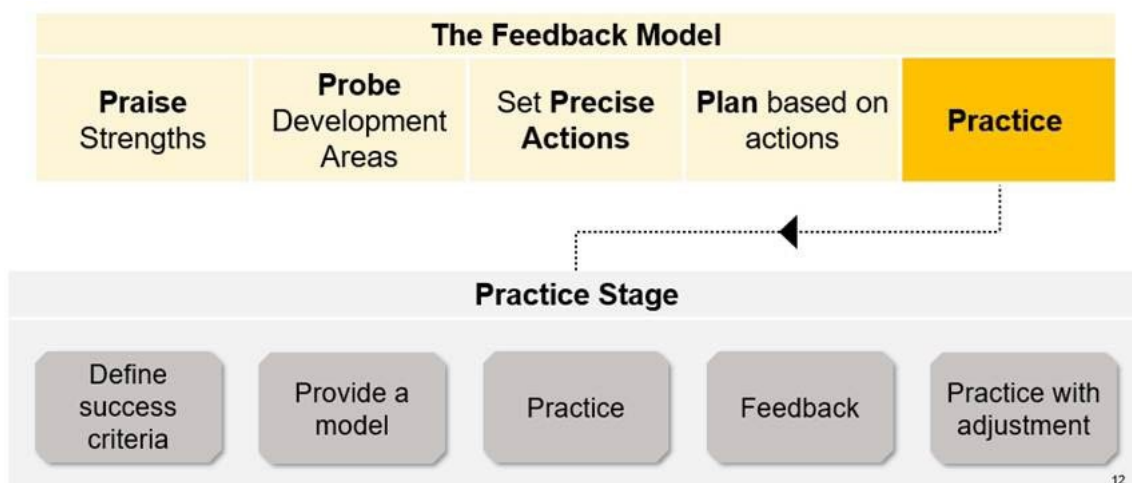 The Feedback Model
Praise
Strengths
Probe
Development
Areas
Set Precise
Actions
Plan based on
actions
Practice
Practice Stage
Define
success
criteria
Provide a
model
Practice
Feedback
Practice with
adjustment
12